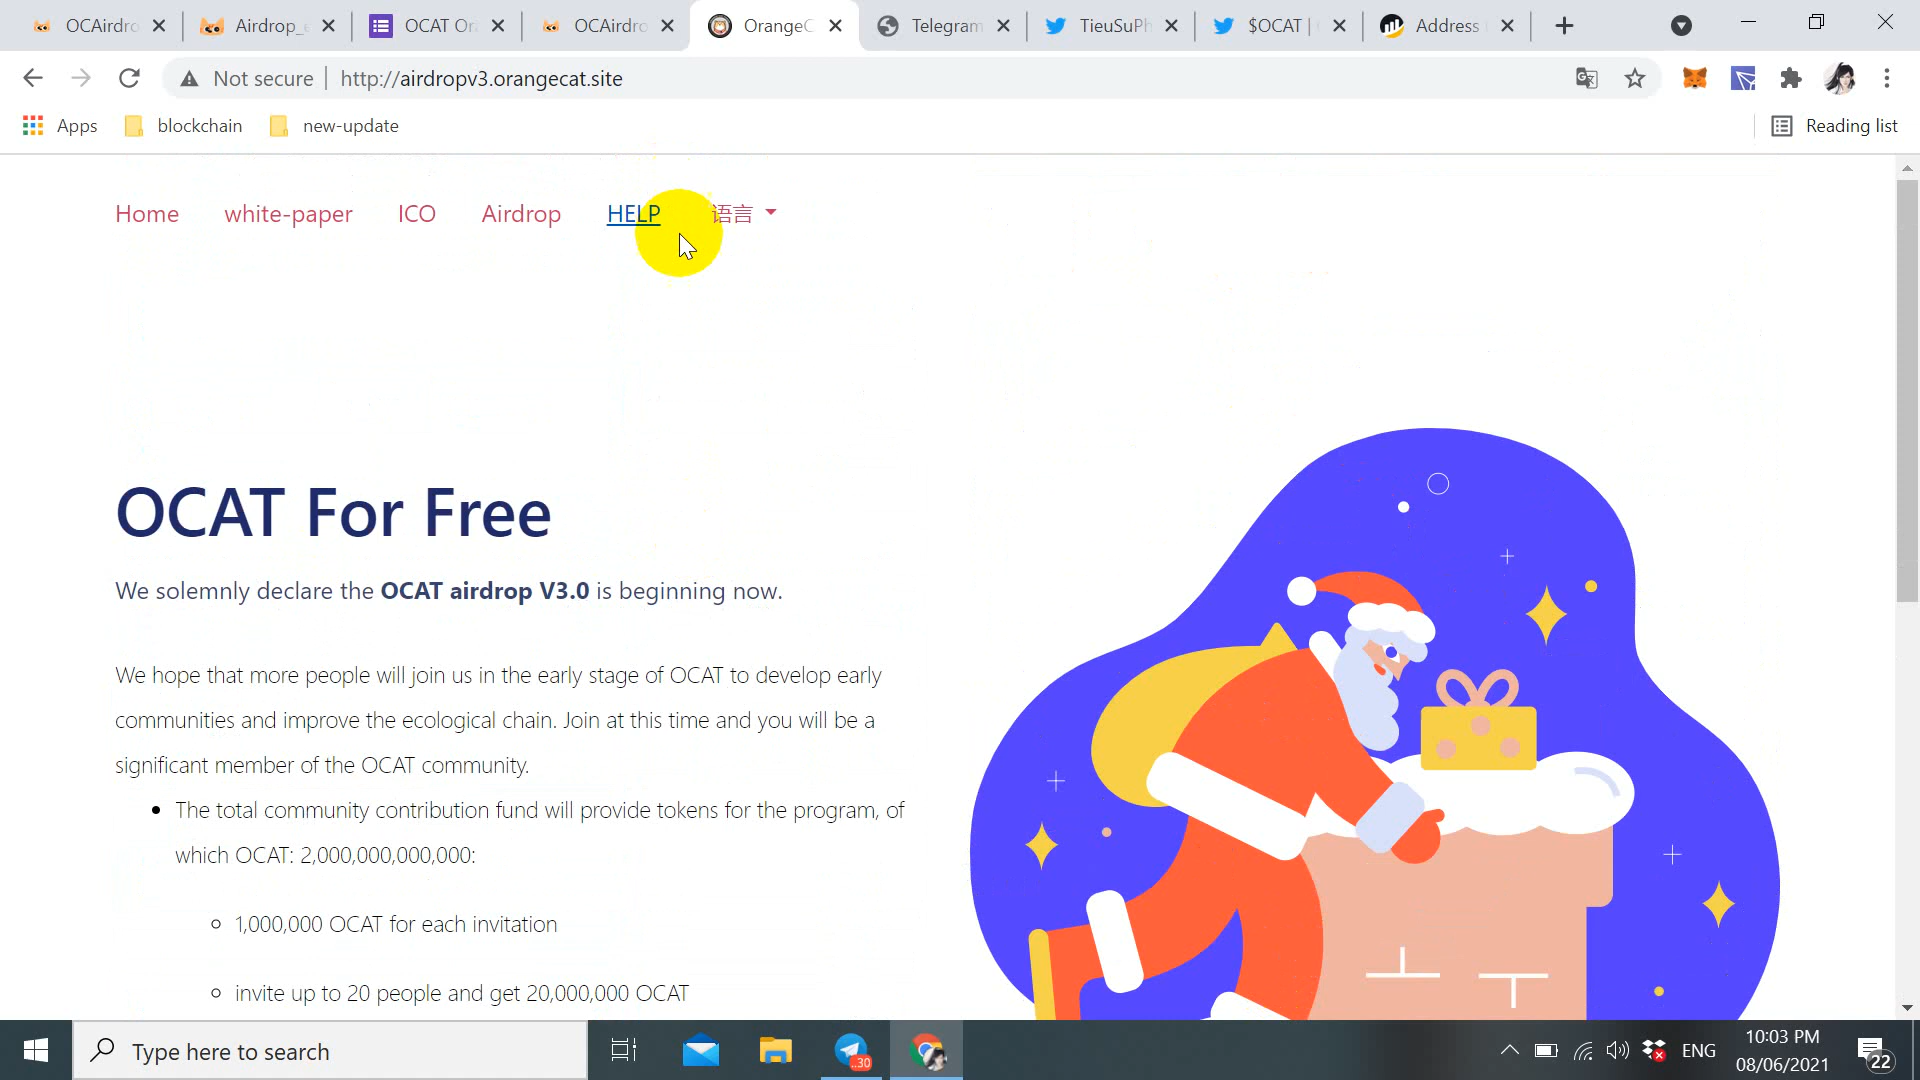 OCAirdro
Airdrop_
OCAT Or
OCAirdro
OrangeC
Telegram
TieuSuPh
$OCAT |
Address
Not secure
http://airdropv3.orangecat.site
Apps
blockchain
new-update
Reading list
Home
white-paper
ICO
Airdrop
HELP
语言
OCAT For Free
We solemnly declare the OCAT airdrop V3.0 is beginning now.
We hope that more people will join us in the early stage of OCAT to develop early
communities and improve the ecological chain. Join at this time and you will be a
significant member of the OCAT community.
The total community contribution fund will provide tokens for the program, of
which OCAT: 2,000,000,000,000:
1,000,000 OCAT for each invitation
invite up to 20 people and get 20,000,000 OCAT
Type here to search
..30
ENG
10:03 PM
08/06/2021
22